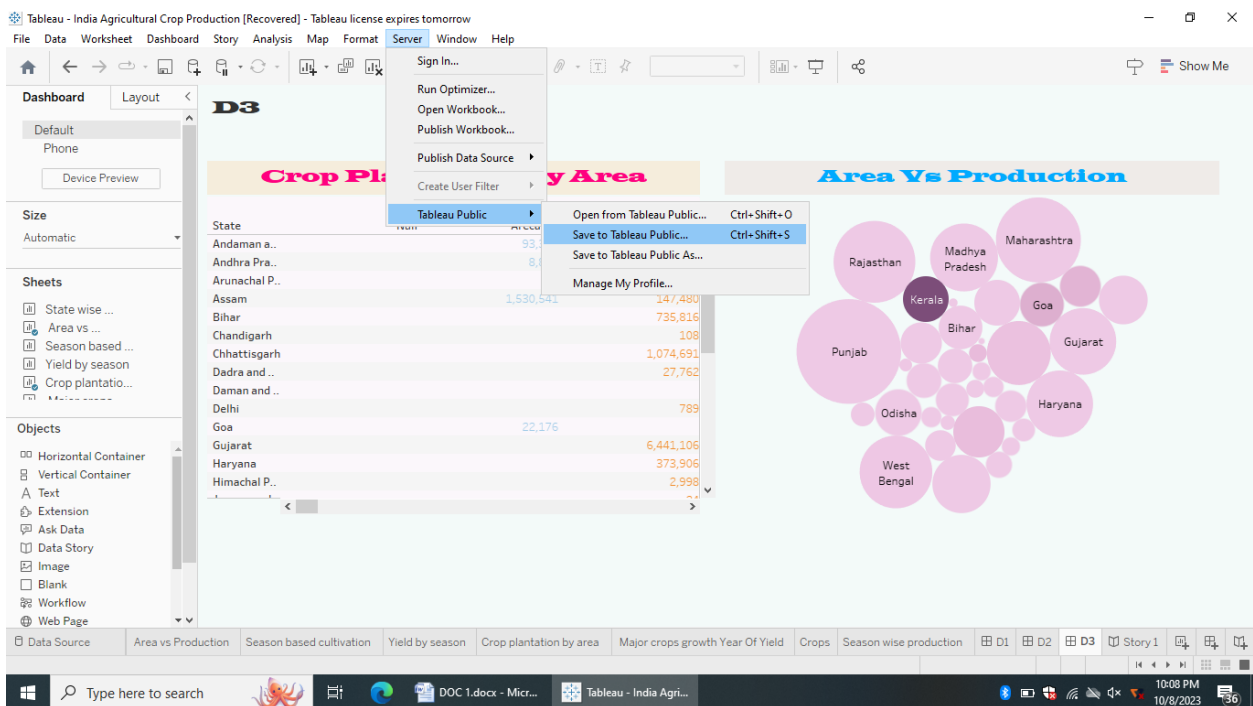 Tableau - India Agricultural Crop Production [Recovered] - Tableau license expires tomorrow
File Data Worksheet Dashboard Story Analysis Map Format Server Window Help
Show Me
Sign In...
Run Optimizer...
Open Workbook...
Publish Workbook...
Publish Data Source
Create User Filter
Tableau Public
Open from Tableau Public... Ctrl+Shift+O
Save to Tableau Public... Ctrl+Shift+S
Save to Tableau Public As...
Manage My Profile...
Dashboard Layout
Default
Phone
Device Preview
Size
Automatic
Sheets
State wise ...
Area vs ...
Season based ...
Yield by season
Crop plantatio...
Objects
Horizontal Container
Vertical Container
A Text
Extension
Ask Data
Data Story
Image
Blank
Workflow
Web Page
D3
Crop Pl y Area
State
Andaman a..
Andhra Pra..
Arunachal P..
Assam 1,530,541 147,480
Bihar 735,816
Chandigarh 108
Chhattisgarh 1,074,691
Dadra and .. 27,762
Daman and ..
Delhi 789
Goa 22,176
Gujarat 6,441,106
Haryana 373,906
Himachal P.. 2,998
Area Vs Production
Maharashtra
Madhya
Pradesh
Rajasthan
Kerala
Goa
Bihar
Gujarat
Punjab
Haryana
Odisha
West
Bengal
Data Source Area vs Production Season based cultivation Yield by season Crop plantation by area Major crops growth Year Of Yield Crops Season wise production D1 D2 D3 Story 1
Type here to search DOC 1.docx - Micr... Tableau - India Agri... 10:08 PM
10/8/2023
36